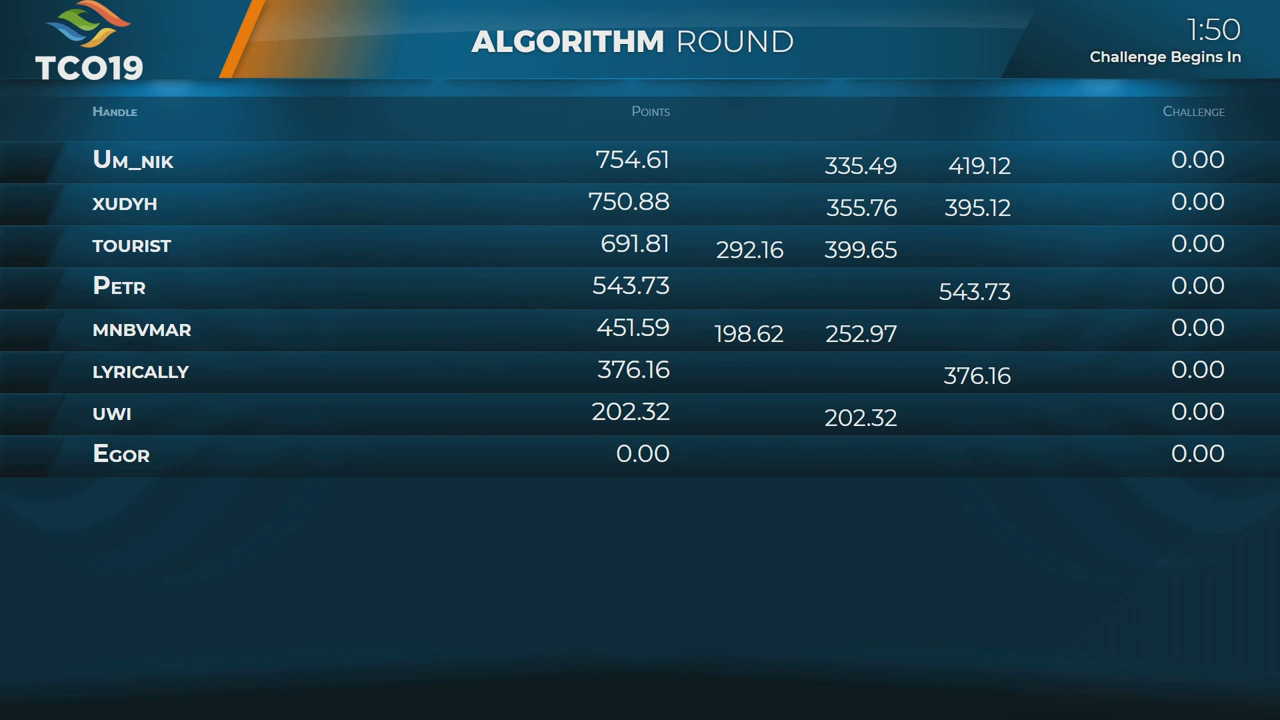 TCO19
ALGORITHM ROUND
1:50
Challenge Begins In
Handle Points Challenge
Um_nik 754.61 335.49 419.12 0.00
xudyh 750.88 355.76 395.12 0.00
tourist 691.81 292.16 399.65 0.00
Petr 543.73 543.73 0.00
mnbvmar 451.59 198.62 252.97 0.00
lyrically 376.16 376.16 0.00
uwi 202.32 202.32 0.00
Egor 0.00 0.00